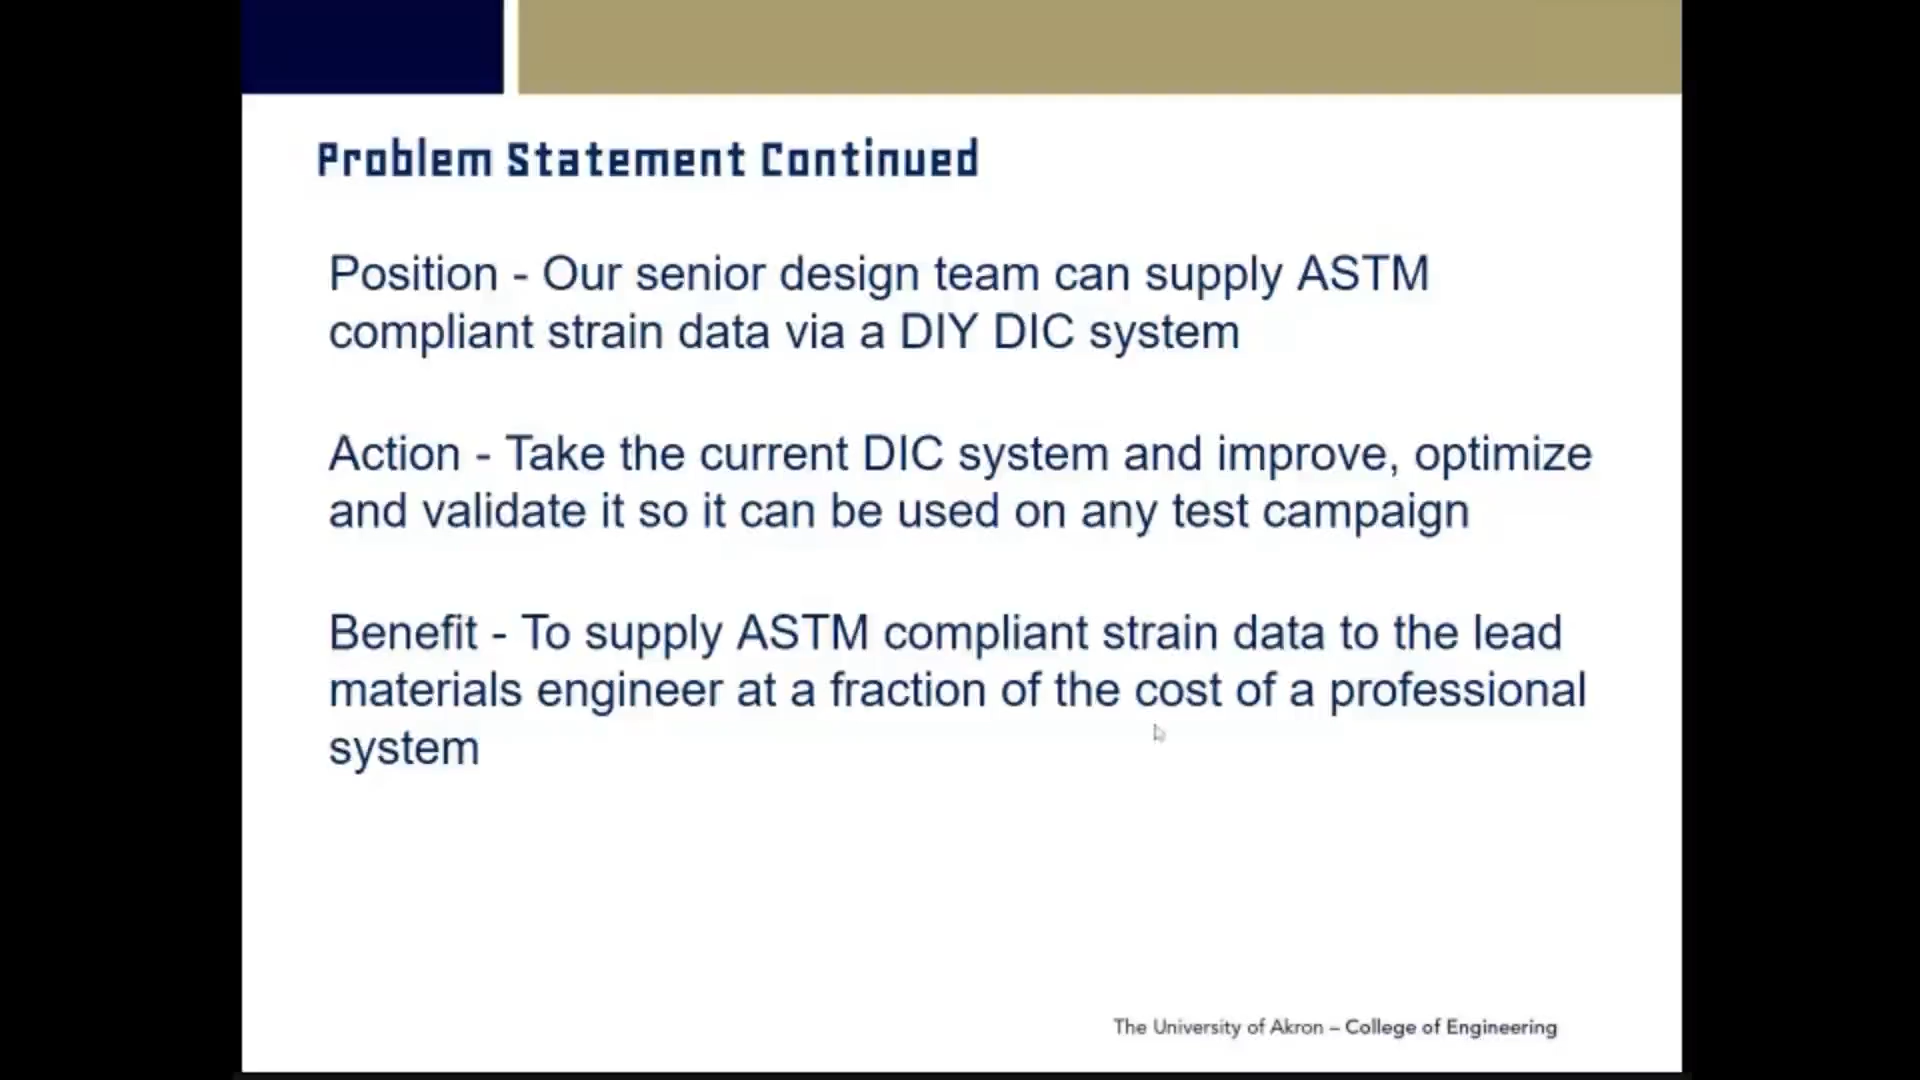 Problem Statement Continued
Position - Our senior design team can supply ASTM
compliant strain data via a DIY DIC system
Action - Take the current DIC system and improve, optimize
and validate it so it can be used on any test campaign
Benefit - To supply ASTM compliant strain data to the lead
materials engineer at a fraction of the cost of a professional
system
The University of Akron – College of Engineering